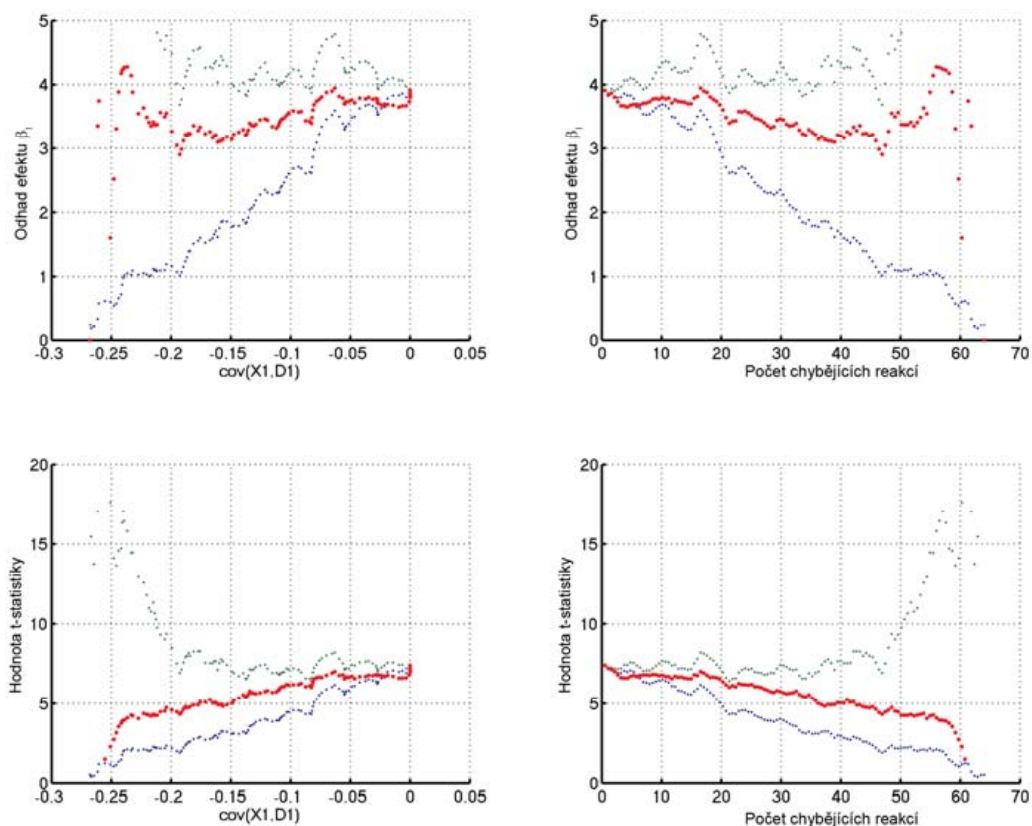 5
4
3
2
1
0
Odhad efektu βᵢ
-0.3 -0.25 -0.2 -0.15 -0.1 -0.05 0 0.05
cov(X1,D1)
5
4
3
2
1
0
Odhad efektu βᵢ
0 10 20 30 40 50 60 70
Počet chybějících reakcí
20
15
10
5
0
Hodnota t-statistiky
-0.3 -0.25 -0.2 -0.15 -0.1 -0.05 0 0.05
cov(X1,D1)
20
15
10
5
0
Hodnota t-statistiky
0 10 20 30 40 50 60 70
Počet chybějících reakcí